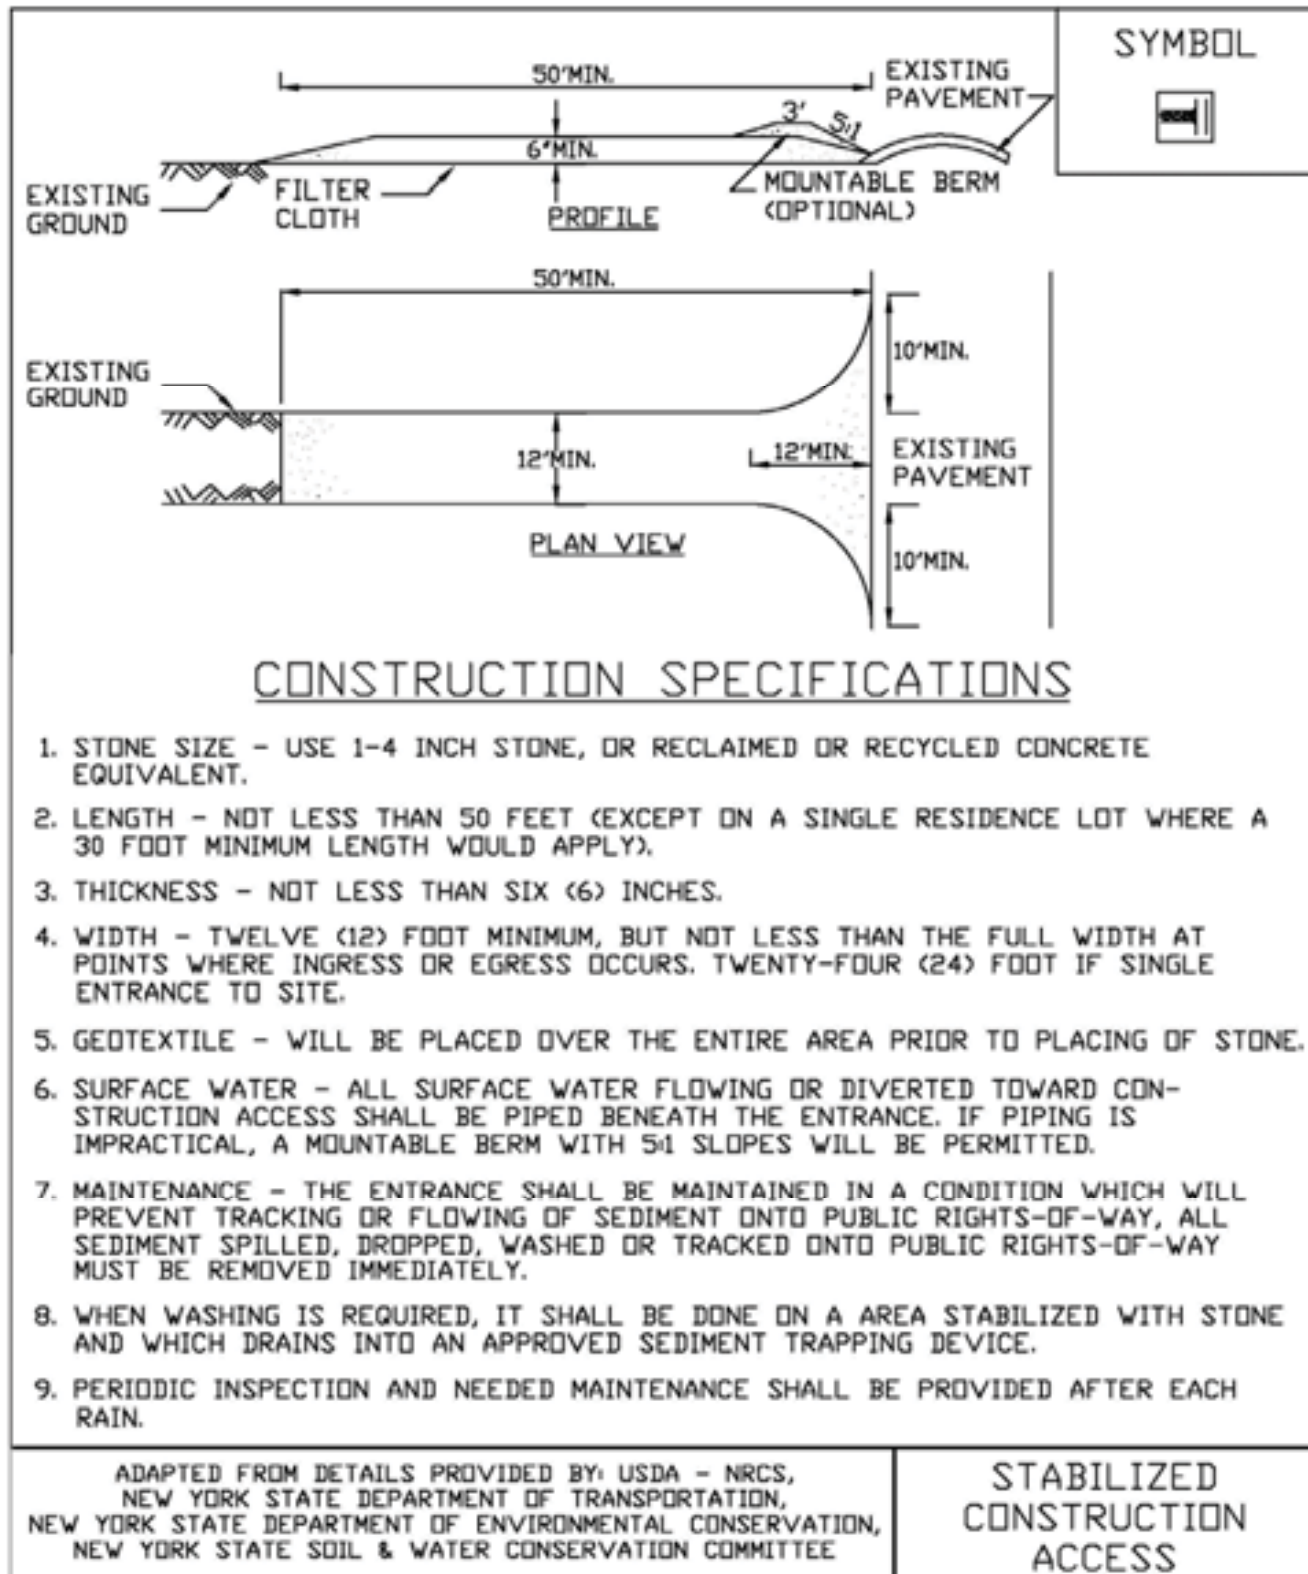 SYMBOL
50'MIN.
EXISTING
PAVEMENT
3'
5:1
6"MIN.
EXISTING
GROUND
FILTER
CLOTH
PROFILE
MOUNTABLE BERM
(OPTIONAL)
50'MIN.
10'MIN.
EXISTING
GROUND
12'MIN.
12'MIN.
EXISTING
PAVEMENT
PLAN VIEW
10'MIN.
CONSTRUCTION SPECIFICATIONS
1. STONE SIZE - USE 1-4 INCH STONE, OR RECLAIMED OR RECYCLED CONCRETE
EQUIVALENT.
2. LENGTH - NOT LESS THAN 50 FEET (EXCEPT ON A SINGLE RESIDENCE LOT WHERE A
30 FOOT MINIMUM LENGTH WOULD APPLY).
3. THICKNESS - NOT LESS THAN SIX (6) INCHES.
4. WIDTH - TWELVE (12) FOOT MINIMUM, BUT NOT LESS THAN THE FULL WIDTH AT
POINTS WHERE INGRESS OR EGRESS OCCURS. TWENTY-FOUR (24) FOOT IF SINGLE
ENTRANCE TO SITE.
5. GEOTEXTILE - WILL BE PLACED OVER THE ENTIRE AREA PRIOR TO PLACING OF STONE.
6. SURFACE WATER - ALL SURFACE WATER FLOWING OR DIVERTED TOWARD CON-
STRUCTION ACCESS SHALL BE PIPED BENEATH THE ENTRANCE. IF PIPING IS
IMPRACTICAL, A MOUNTABLE BERM WITH 5:1 SLOPES WILL BE PERMITTED.
7. MAINTENANCE - THE ENTRANCE SHALL BE MAINTAINED IN A CONDITION WHICH WILL
PREVENT TRACKING OR FLOWING OF SEDIMENT ONTO PUBLIC RIGHTS-OF-WAY, ALL
SEDIMENT SPILLED, DROPPED, WASHED OR TRACKED ONTO PUBLIC RIGHTS-OF-WAY
MUST BE REMOVED IMMEDIATELY.
8. WHEN WASHING IS REQUIRED, IT SHALL BE DONE ON A AREA STABILIZED WITH STONE
AND WHICH DRAINS INTO AN APPROVED SEDIMENT TRAPPING DEVICE.
9. PERIODIC INSPECTION AND NEEDED MAINTENANCE SHALL BE PROVIDED AFTER EACH
RAIN.
ADAPTED FROM DETAILS PROVIDED BY: USDA - NRCS,
NEW YORK STATE DEPARTMENT OF TRANSPORTATION,
NEW YORK STATE DEPARTMENT OF ENVIRONMENTAL CONSERVATION,
NEW YORK STATE SOIL & WATER CONSERVATION COMMITTEE
STABILIZED
CONSTRUCTION
ACCESS